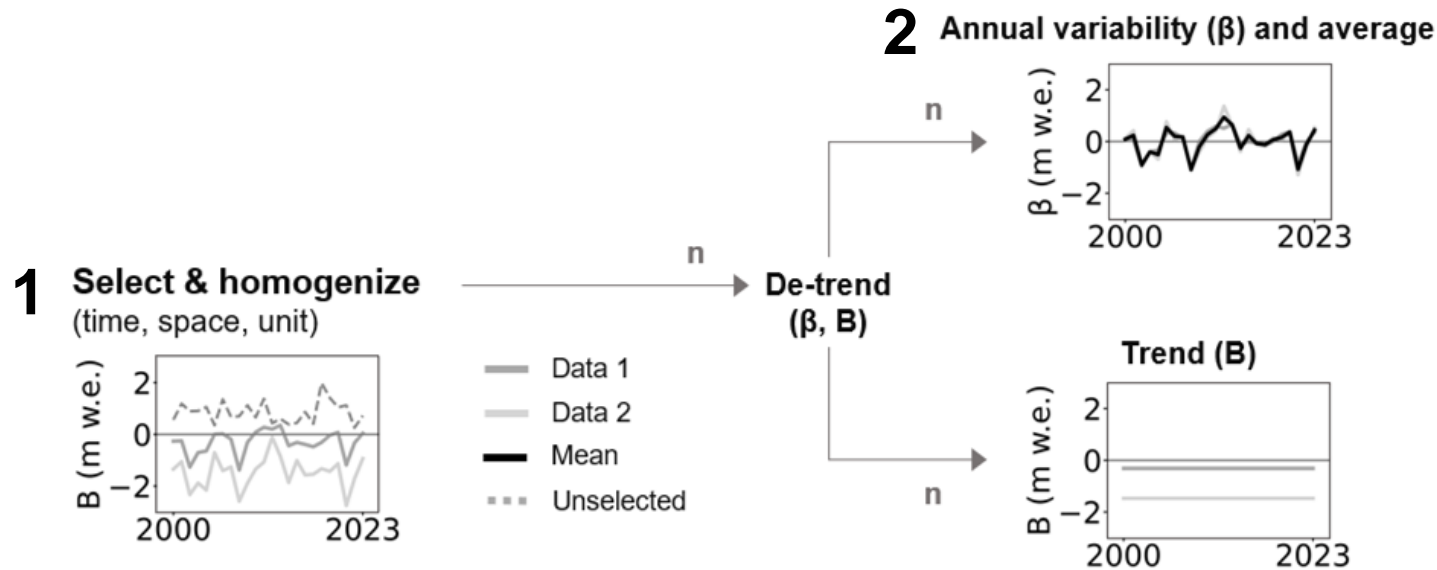 2 Annual variability (β) and average
β (m w.e.)
2
0
−2
2000 2023
n
1 Select & homogenize
(time, space, unit)
B (m w.e.)
2
0
−2
2000 2023
Data 1
Data 2
Mean
Unselected
n
De-trend
(β, B)
n
Trend (B)
B (m w.e.)
2
0
−2
2000 2023